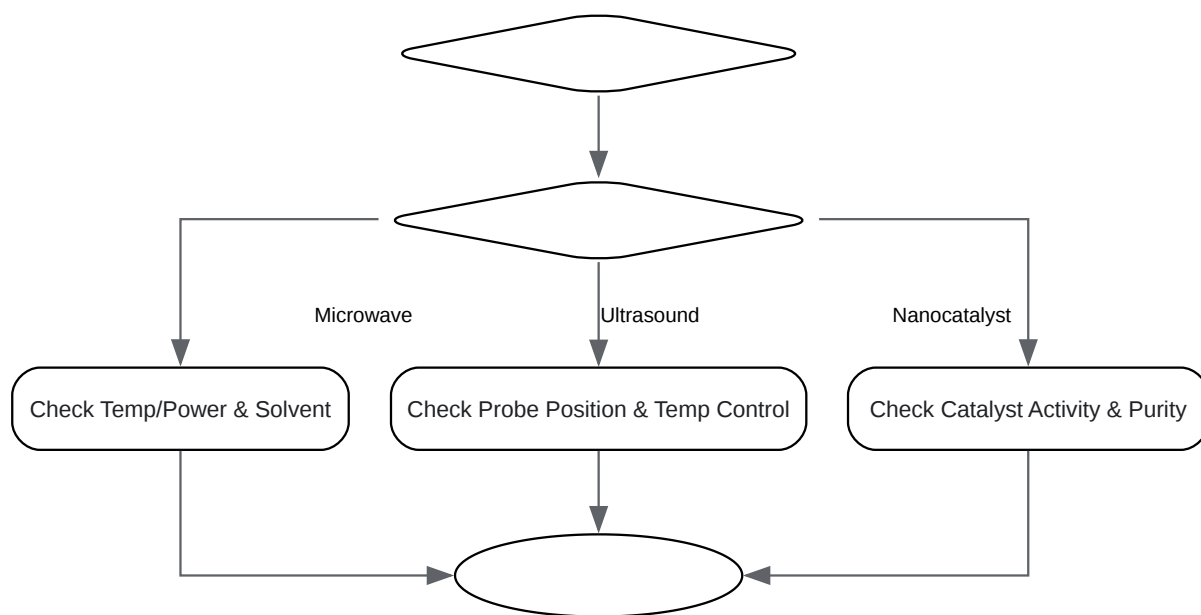 Microwave
Ultrasound
Nanocatalyst
Check Temp/Power & Solvent
Check Probe Position & Temp Control
Check Catalyst Activity & Purity